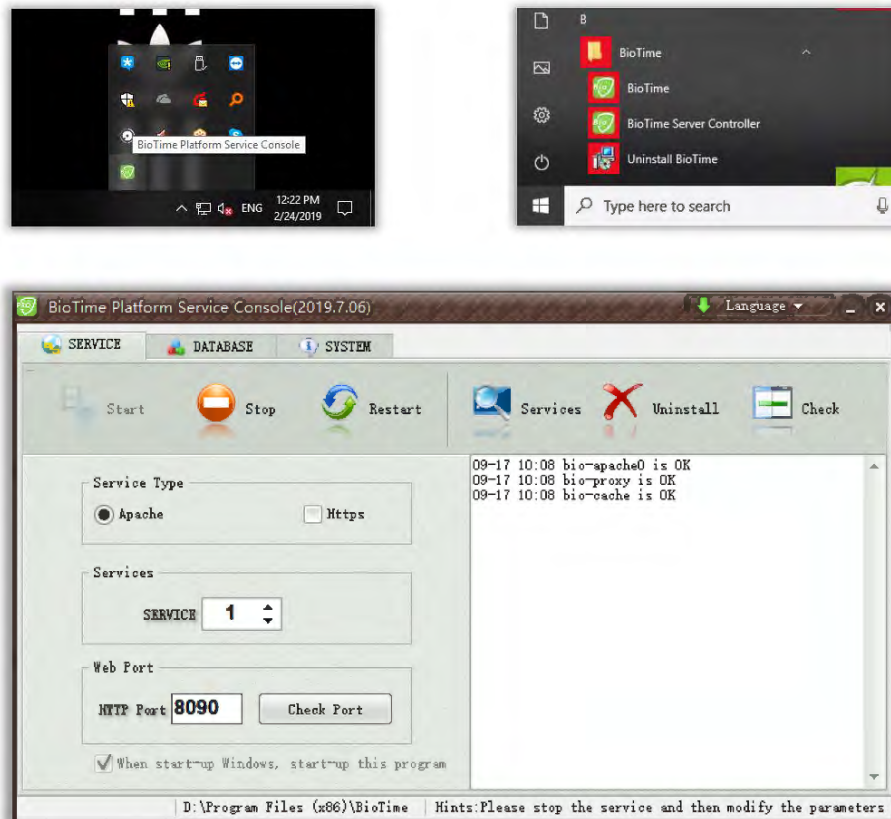 BioTime Platform Service Console
ENG
12:22 PM
2/24/2019
B
BioTime
BioTime
BioTime Server Controller
Uninstall BioTime
Type here to search
BioTime Platform Service Console(2019.7.06)
Language
SERVICE
DATABASE
SYSTEM
Start
Stop
Restart
Services
Uninstall
Check
Service Type
Apache
Https
Services
SERVICE 1
Web Port
HTTP Port 8090
Check Port
When start-up Windows, start-up this program
09-17 10:08 bio-apache0 is OK
09-17 10:08 bio-proxy is OK
09-17 10:08 bio-cache is OK
D:\Program Files (x86)\BioTime
Hints:Please stop the service and then modify the parameters